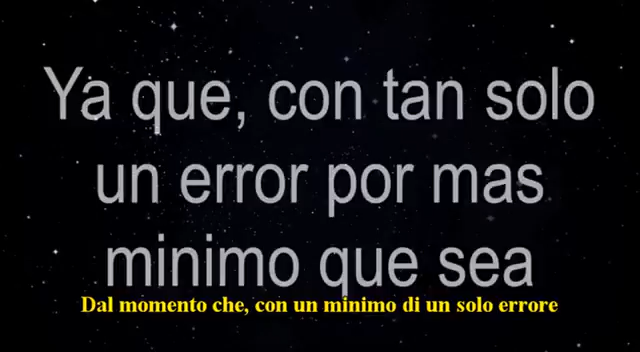 Ya que, con tan solo
un error por mas
minimo que sea
Dal momento che, con un minimo di un solo errore